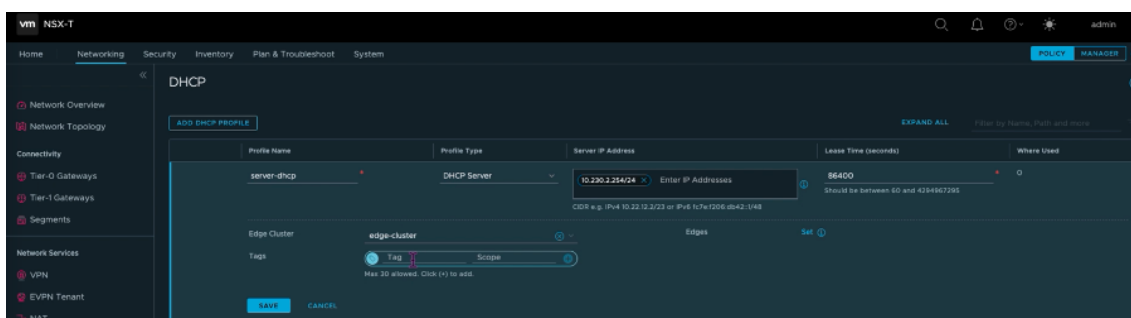 vm NSX-T admin
Home Networking Security Inventory Plan & Troubleshoot System POLICY MANAGER
DHCP
Network Overview
Network Topology
ADD DHCP PROFILE EXPAND ALL Filter by Name, Path and more
Connectivity
Profile Name Profile Type Server IP Address Lease Time (seconds) Where Used
Tier-0 Gateways
server-dhcp * DHCP Server 10.230.2.254/24 × Enter IP Addresses 86400 * 0
Tier-1 Gateways
Should be between 60 and 4294967295
Segments
CIDR e.g. IPv4 10.22.12.2/23 or IPv6 fc7e:f206:db42::1/48
Edge Cluster edge-cluster Edges Set
Network Services
Tags Tag Scope
VPN
Max 30 allowed. Click (+) to add.
EVPN Tenant
SAVE CANCEL
NAT